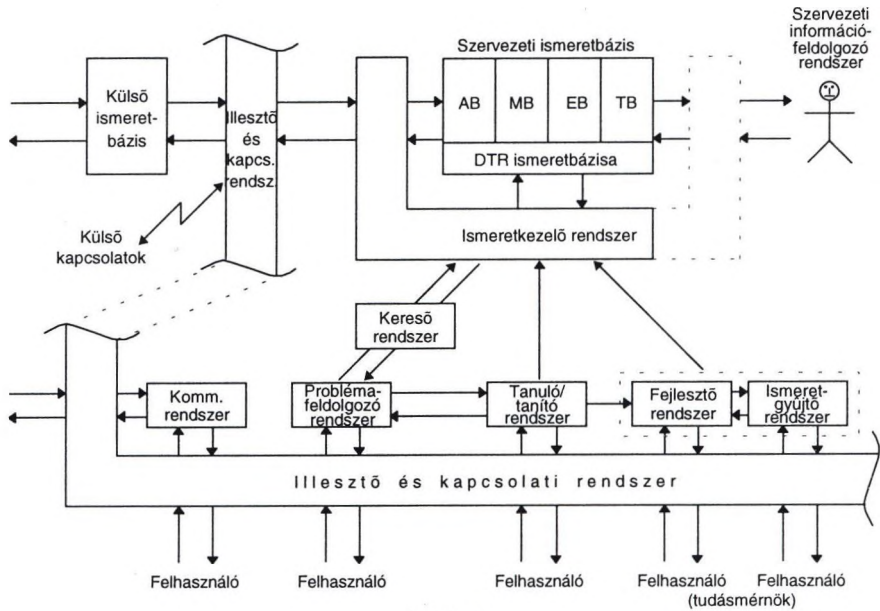 Szervezeti
információ-
feldolgozó
rendszer
Szervezeti ismeretbázis
Külső
ismeret-
bázis
Illesztő
és
kapcs.
rendsz.
AB
MB
EB
TB
DTR ismeretbázisa
Külső
kapcsolatok
Ismeretkezelő rendszer
Kereső
rendszer
Komm.
rendszer
Probléma-
feldolgozó
rendszer
Tanuló/
tanító
rendszer
Fejlesztő
rendszer
Ismeret-
gyűjtő
rendszer
Illesztő és kapcsolati rendszer
Felhasználó
Felhasználó
Felhasználó
Felhasználó
Felhasználó
(tudásmérnök)